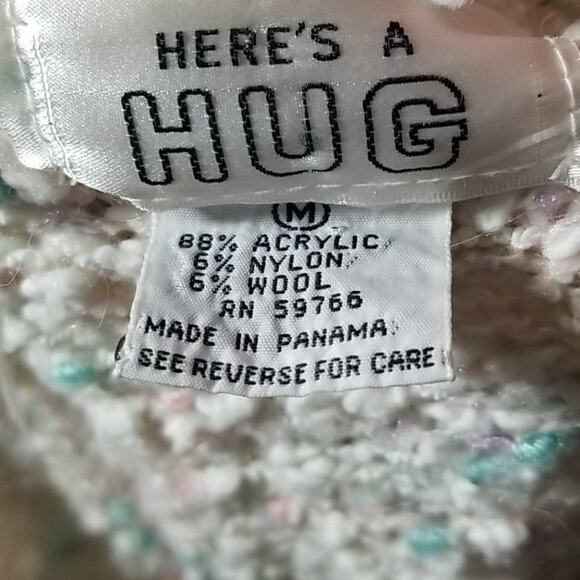 HERE'S A
HUG
M
88% ACRYLIC
6% NYLON
6% WOOL
RN 59766
MADE IN PANAMA
SEE REVERSE FOR CARE